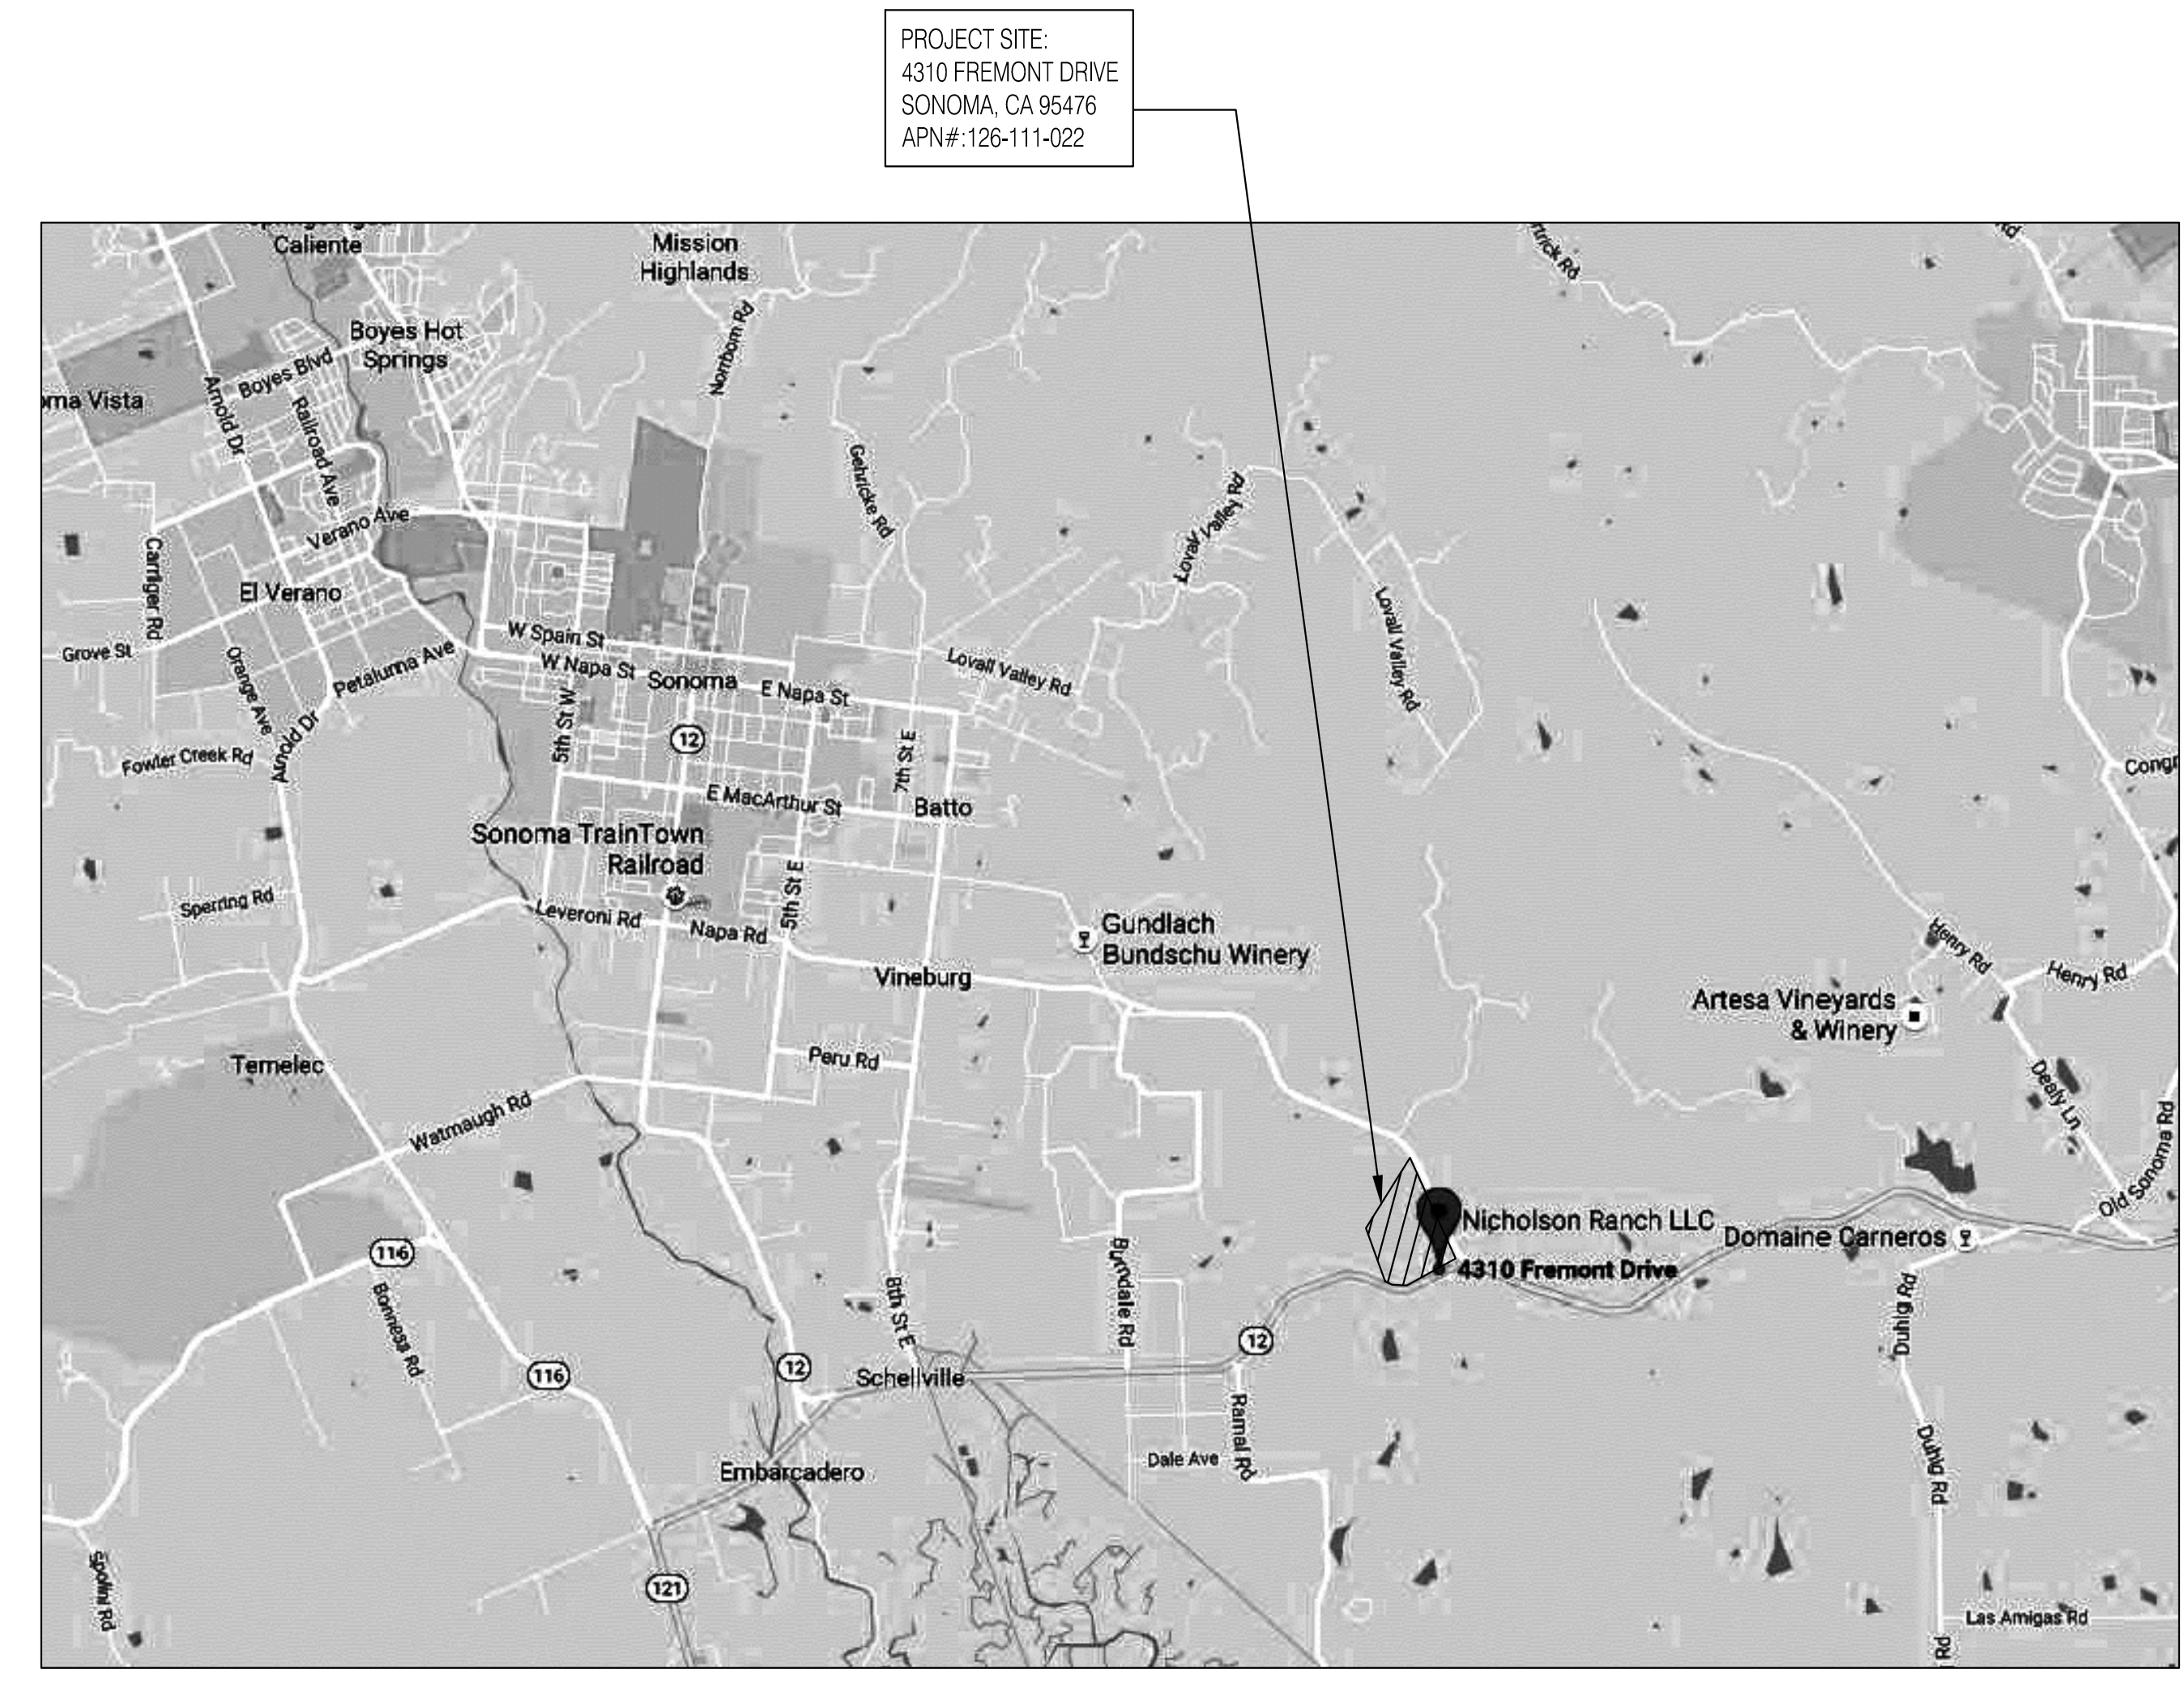 PROJECT SITE:
4310 FREMONT DRIVE
SONOMA, CA 95476
APN#:126-111-022
Caliente
Mission
Highlands
Rd
Boyes Hot
Springs
Norrbom Rd
Boyes Blvd
Arnold Dr
Railroad Ave
Vista
Gehricke Rd
Lovall Valley Rd
Verano Ave
Carriger Rd
El Verano
Lovall Valley Rd
Grove St
Orange Ave
Petaluma Ave
W Spain St
W Napa St
Sonoma
E Napa St
Lovall Valley Rd
5th St W
12
7th St E
Arnold Dr
Fowler Creek Rd
E MacArthur St
Batto
Sonoma TrainTown
Railroad
Sperring Rd
5th St E
Leveroni Rd
Napa Rd
Gundlach
Bundschu Winery
Henry Rd
Henry Rd
Vineburg
Artesa Vineyards
& Winery
Temelec
Peru Rd
Dealy Ln
Watmaugh Rd
Old Sonoma Rd
Nicholson Ranch LLC
Domaine Carneros
116
4310 Fremont Drive
Bonness Rd
8th St E
Burndale Rd
Duhig Rd
12
116
12
Schellville
Ramal Rd
Dale Ave
Duhig Rd
Embarcadero
121
Las Amigas Rd
Rd